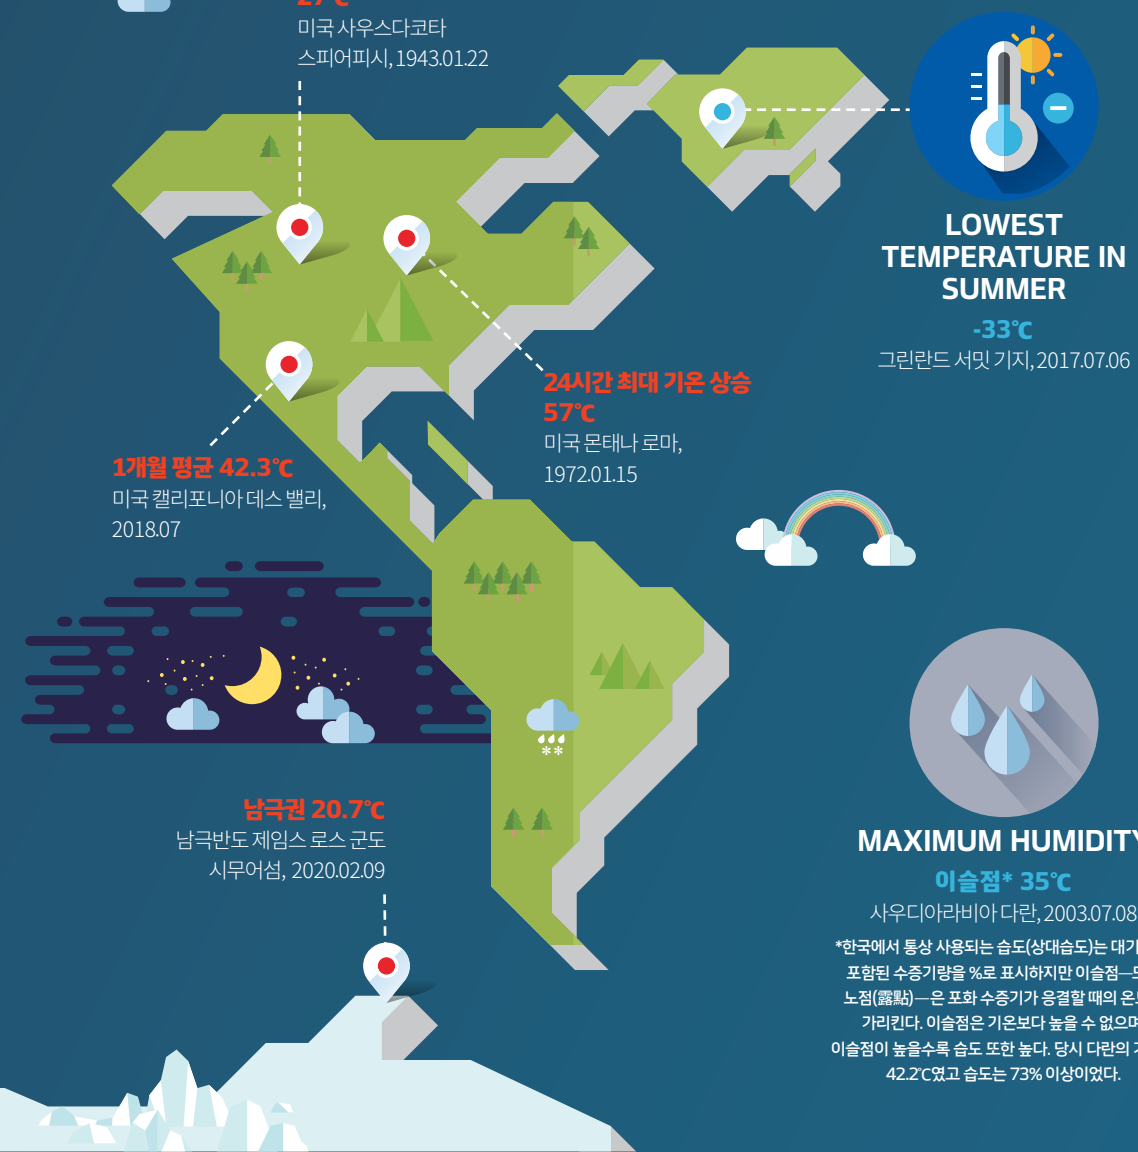 27℃
미국 사우스다코타
스피어피시, 1943.01.22
LOWEST
TEMPERATURE IN
SUMMER
-33℃
그린란드 서밋 기지, 2017.07.06
24시간 최대 기온 상승
57℃
미국 몬태나 로마,
1972.01.15
1개월 평균 42.3℃
미국 캘리포니아 데스 밸리,
2018.07
남극권 20.7℃
남극반도 제임스 로스 군도
시무어섬, 2020.02.09
MAXIMUM HUMIDITY
이슬점* 35℃
사우디아라비아 다란, 2003.07.08
*한국에서 통상 사용되는 습도(상대습도)는 대기
포함된 수증기량을 %로 표시하지만 이슬점—
노점(露點)—은 포화 수증기가 응결할 때의
가리킨다. 이슬점은 기온보다 높을 수 없으며
이슬점이 높을수록 습도 또한 높다. 당시 다란의
42.2℃였고 습도는 73% 이상이었다.